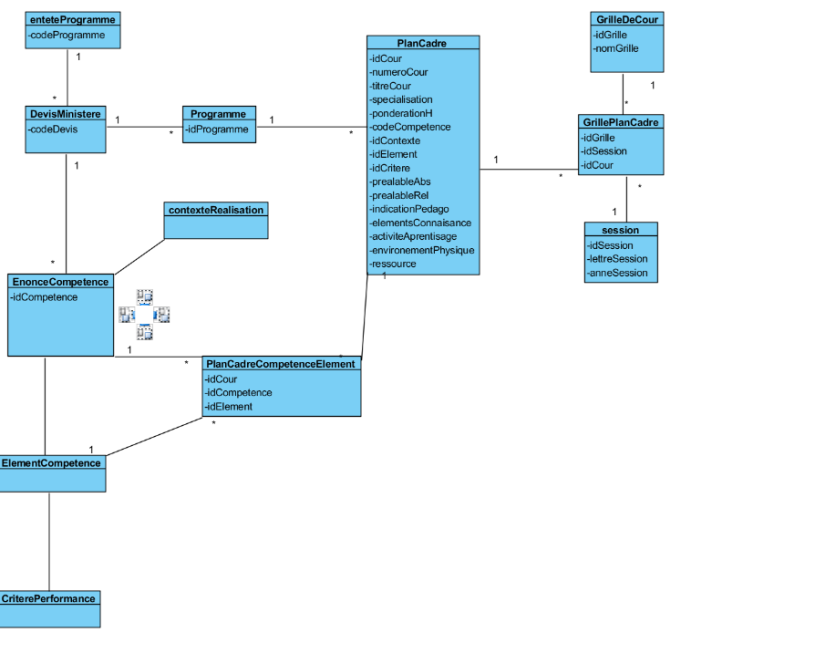 enteteProgramme
-codeProgramme
1
*
DevisMinistere
-codeDevis
1
*
1
Programme
-idProgramme
1
*
PlanCadre
-idCour
-numeroCour
-titreCour
-specialisation
-ponderationH
-codeCompetence
-idContexte
-idElement
-idCritere
-prealableAbs
-prealableRel
-indicationPedago
-elementsConnaisance
-activiteAprentisage
-environementPhysique
-ressource
1
1
*
GrilleDeCour
-idGrille
-nomGrille
1
*
GrillePlanCadre
-idGrille
-idSession
-idCour
*
1
session
-idSession
-lettreSession
-anneSession
contexteRealisation
*
EnonceCompetence
-idCompetence
1
*
*
PlanCadreCompetenceElement
-idCour
-idCompetence
-idElement
*
1
ElementCompetence
CriterePerformance